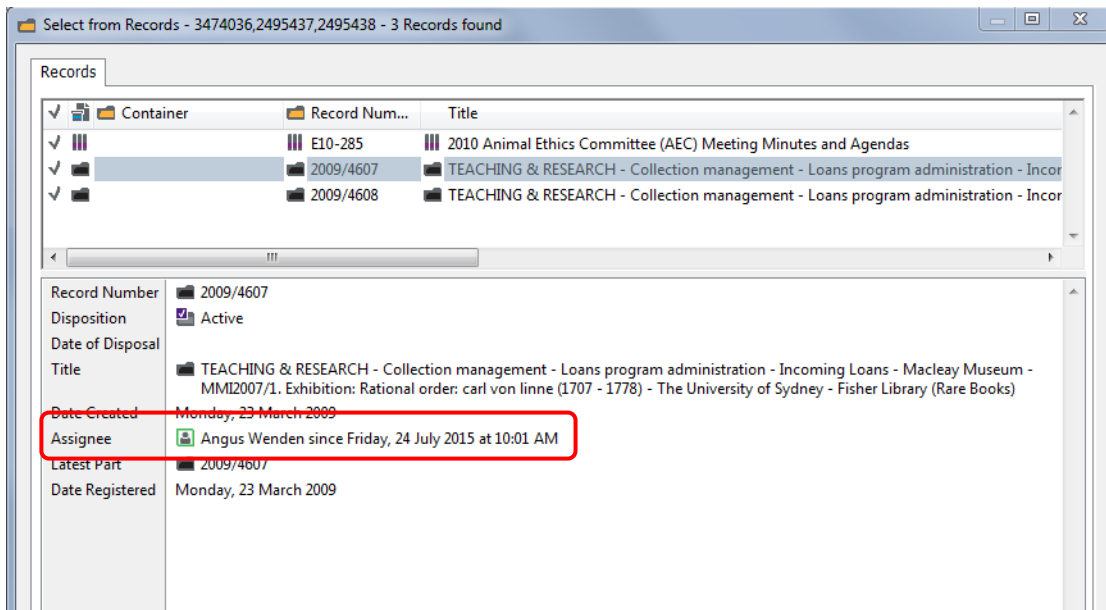 Select from Records - 3474036,2495437,2495438 - 3 Records found
Records
Container Record Num... Title
E10-285 2010 Animal Ethics Committee (AEC) Meeting Minutes and Agendas
2009/4607 TEACHING & RESEARCH - Collection management - Loans program administration - Incor
2009/4608 TEACHING & RESEARCH - Collection management - Loans program administration - Incor
Record Number 2009/4607
Disposition Active
Date of Disposal
Title TEACHING & RESEARCH - Collection management - Loans program administration - Incoming Loans - Macleay Museum -
MMI2007/1. Exhibition: Rational order: carl von linne (1707 - 1778) - The University of Sydney - Fisher Library (Rare Books)
Date Created Monday, 23 March 2009
Assignee Angus Wenden since Friday, 24 July 2015 at 10:01 AM
Latest Part 2009/4607
Date Registered Monday, 23 March 2009